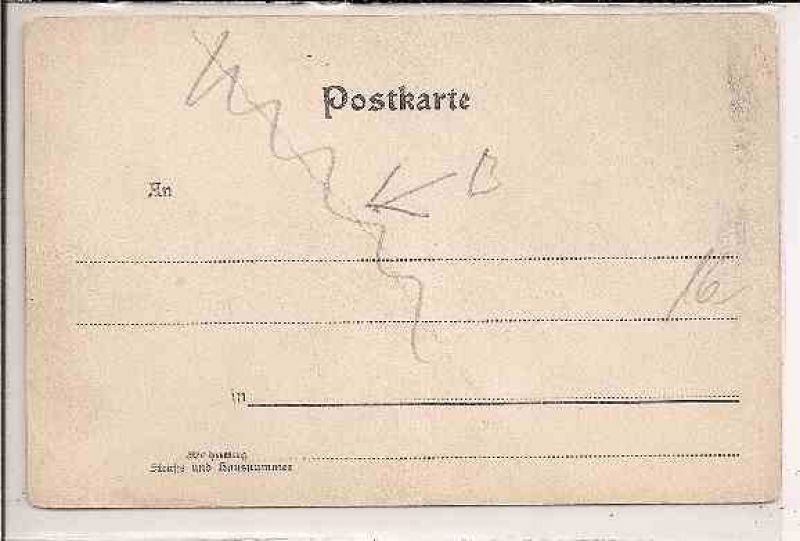 Postkarte
An
16
in
Wohnung
Straße und Hausnummer